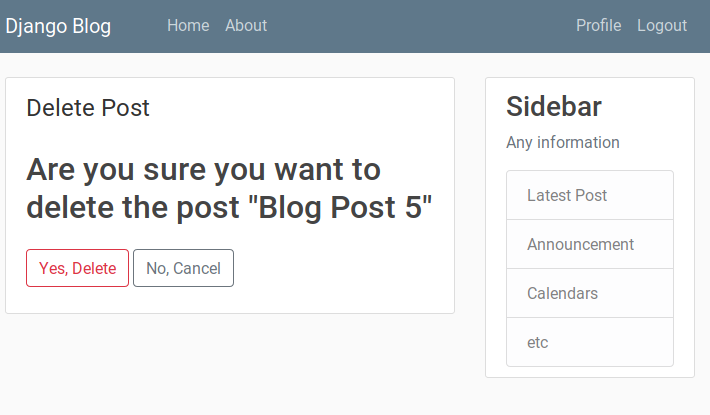 Django Blog Home About Profile Logout
Delete Post
Are you sure you want to
delete the post "Blog Post 5"
Yes, Delete No, Cancel
Sidebar
Any information
Latest Post
Announcement
Calendars
etc